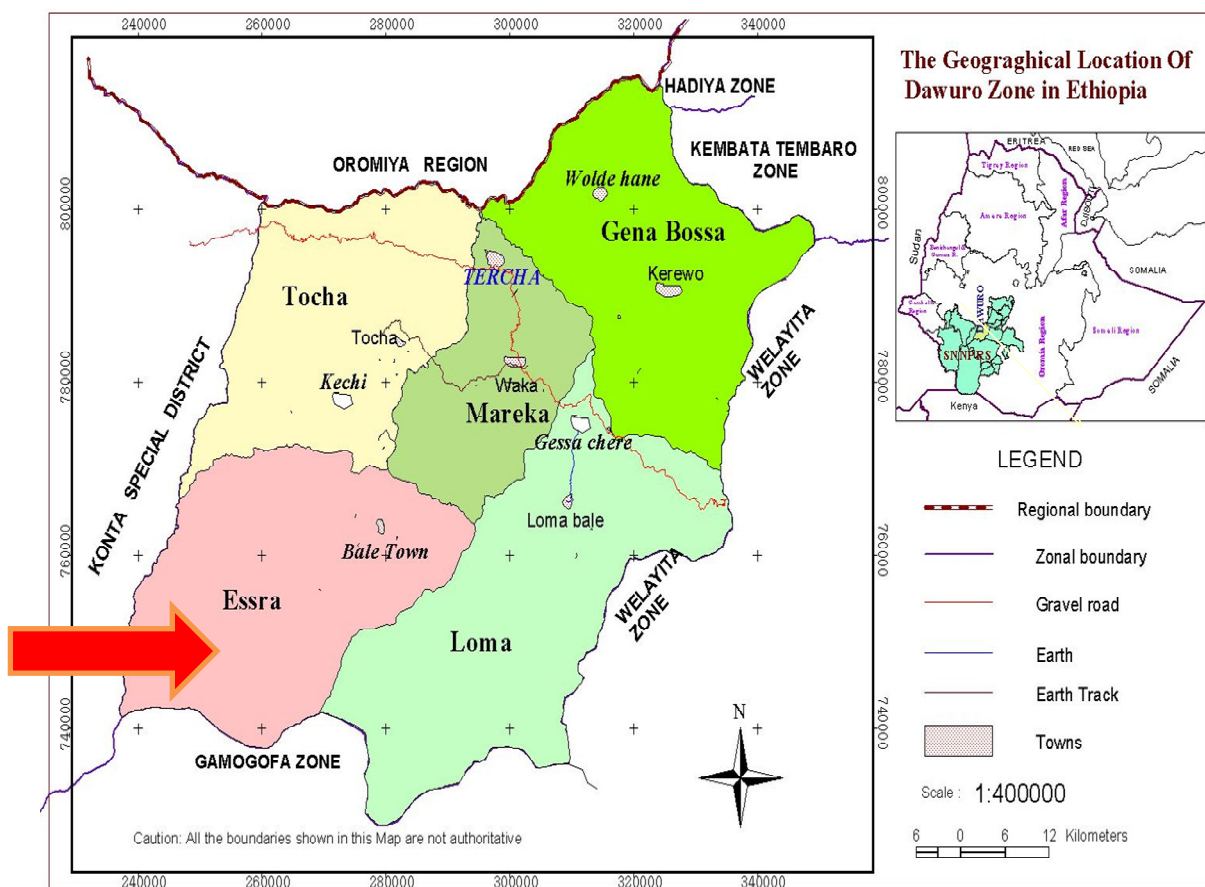 240000 260000 280000 300000 320000 340000
The Geograghical Location Of
Dawuro Zone in Ethiopia
HADIYA ZONE
KEMBATA TEMBARO
ZONE
OROMIYA REGION
Wolde hane
Gena Bossa
Kerewo
TERCHA
Tocha
Tocha
Kechi
Waka
Mareka
Gessa chere
Loma bale
Bale Town
Essra
Loma
KONTA SPECIAL DISTRICT
WELAYITA
ZONE
WELAYITA
ZONE
GAMOGOFA ZONE
N
Caution: All the boundaries shown in this Map are not authoritative
800000
780000
760000
740000
800000
780000
760000
740000
240000 260000 280000 300000 320000 340000
ERITREA
RED SEA
Tigray Region
Afar Region
DJIBOUTI
Amara Region
Sudan
SOMALIA
DAWURO
Region
SNNPRS
Oromia Region
Somali Region
SOMALIA
Kenya
LEGEND
Regional boundary
Zonal boundary
Gravel road
Earth
Earth Track
Towns
Scale : 1:400000
6 0 6 12 Kilometers